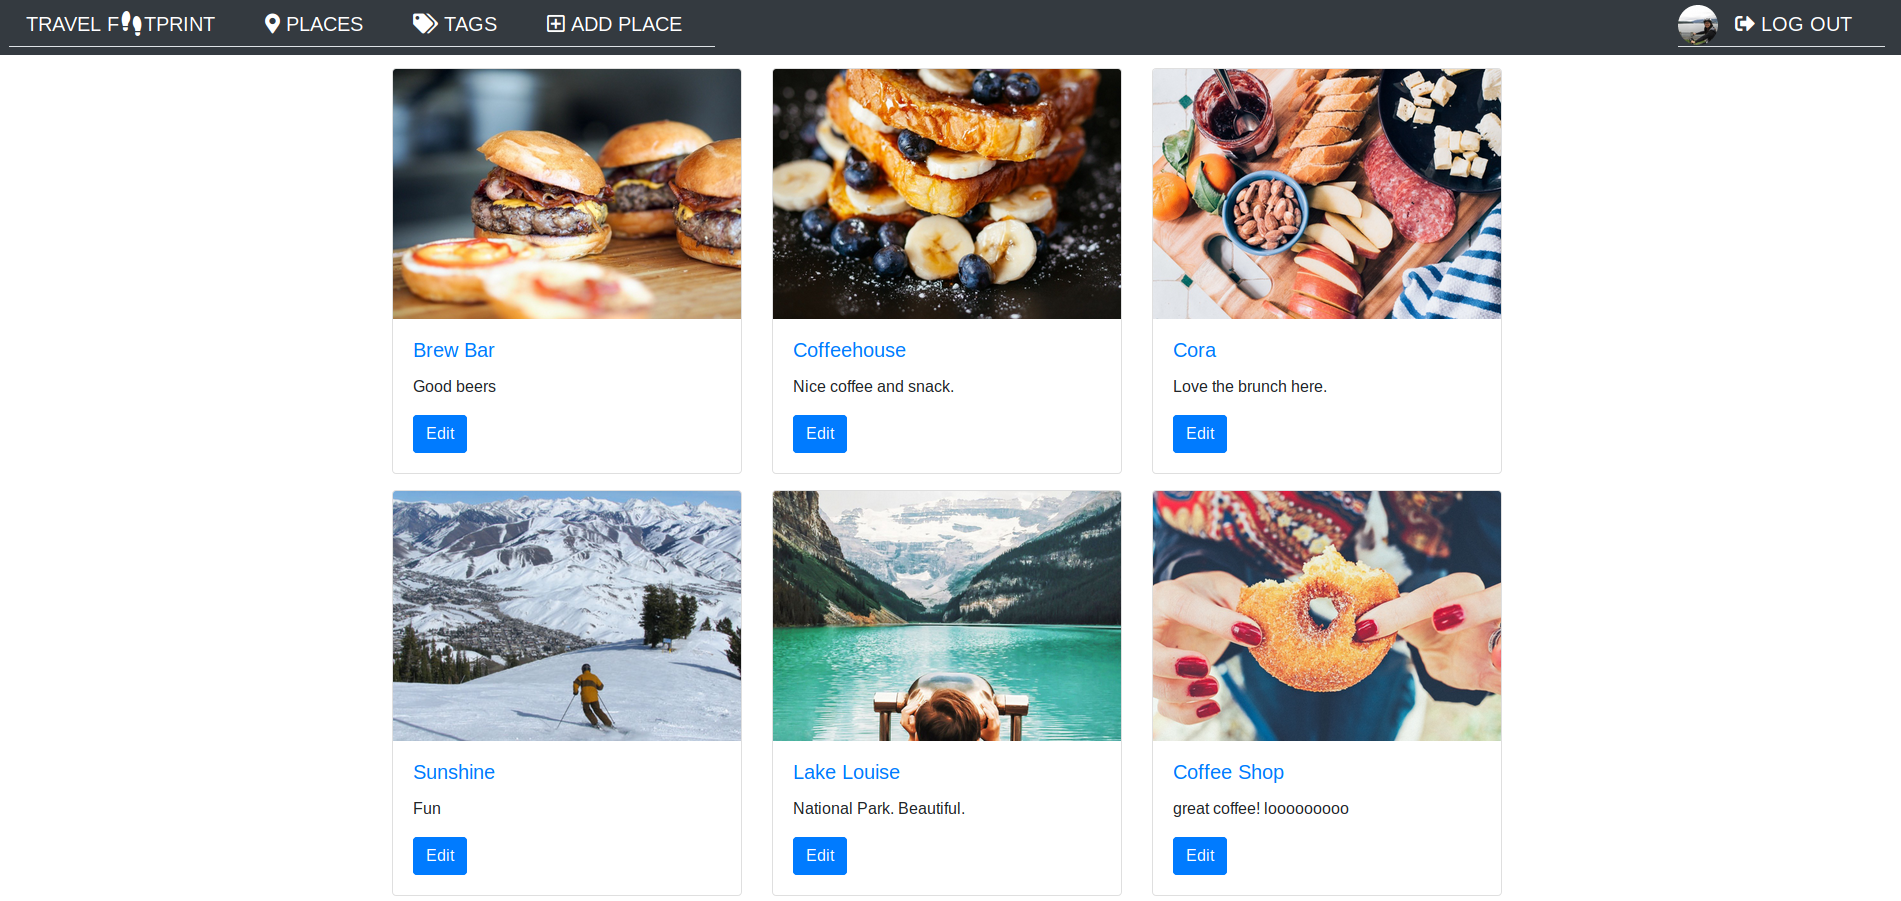 TRAVEL FOOTPRINT PLACES TAGS ADD PLACE LOG OUT
Brew Bar
Good beers
Edit
Coffeehouse
Nice coffee and snack.
Edit
Cora
Love the brunch here.
Edit
Sunshine
Fun
Edit
Lake Louise
National Park. Beautiful.
Edit
Coffee Shop
great coffee! looooooooo
Edit